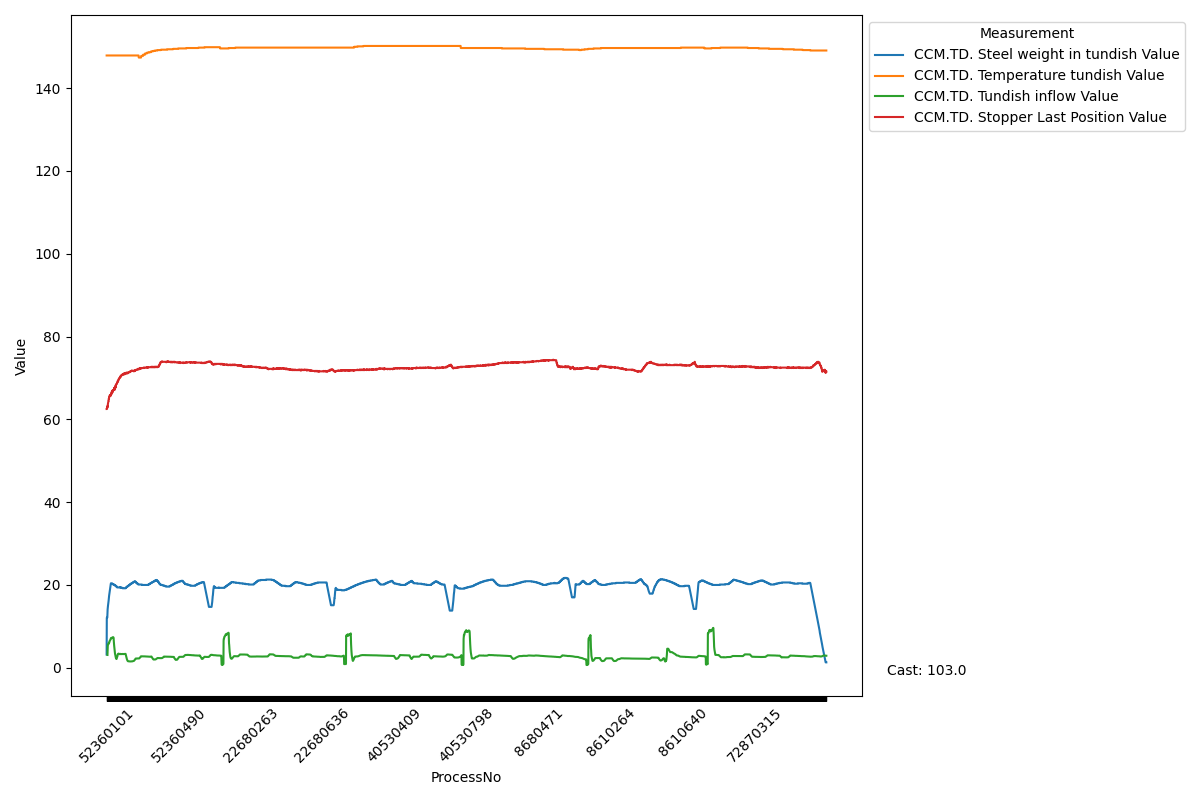 Measurement
CCM.TD. Steel weight in tundish Value
CCM.TD. Temperature tundish Value
CCM.TD. Tundish inflow Value
CCM.TD. Stopper Last Position Value
Value
140
120
100
80
60
40
20
0
Cast: 103.0
52360101
52360490
22680263
22680636
40530409
40530798
8680471
8610264
8610640
72870315
ProcessNo